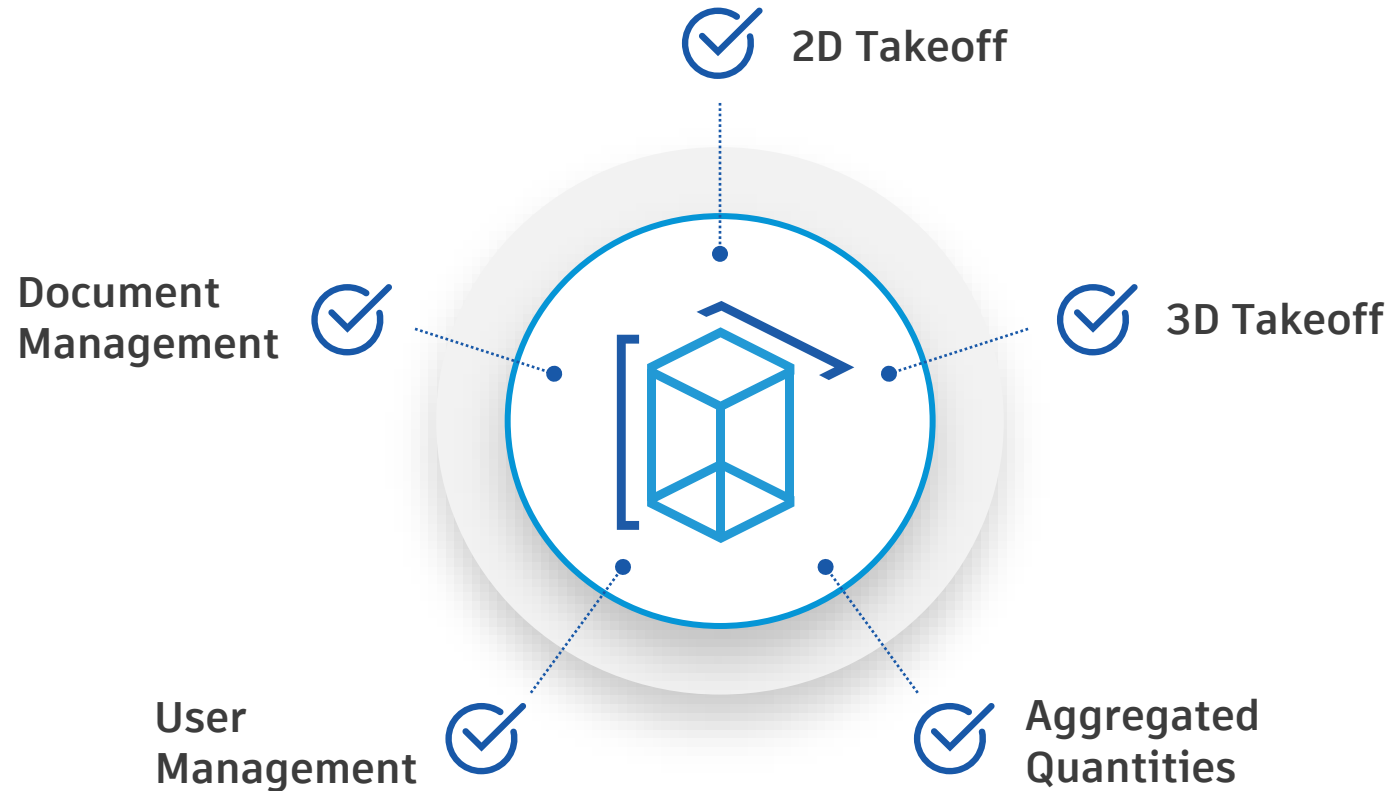 2D Takeoff
Document
Management
3D Takeoff
User
Management
Aggregated
Quantities